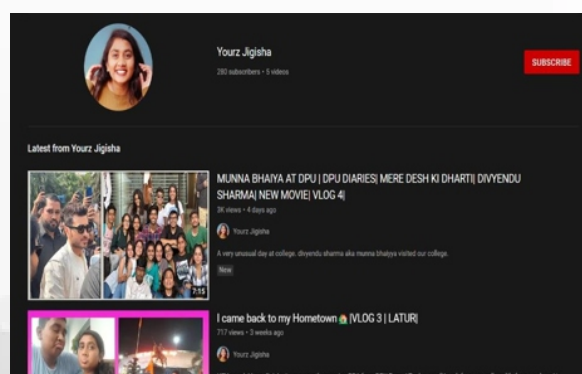 Yourz Jigisha
280 subscribers • 5 videos
SUBSCRIBE
Latest from Yourz Jigisha
MUNNA BHAIYA AT DPU | DPU DIARIES| MERE DESH KI DHARTI| DIVYENDU
SHARMA| NEW MOVIE| VLOG 4|
3K views • 4 days ago
Yourz Jigisha
A very unusual day at college. divyendu sharma aka munna bhaiyya visited our college.
New
7:15
I came back to my Hometown 🏠 |VLOG 3 | LATUR|
717 views • 3 weeks ago
Yourz Jigisha